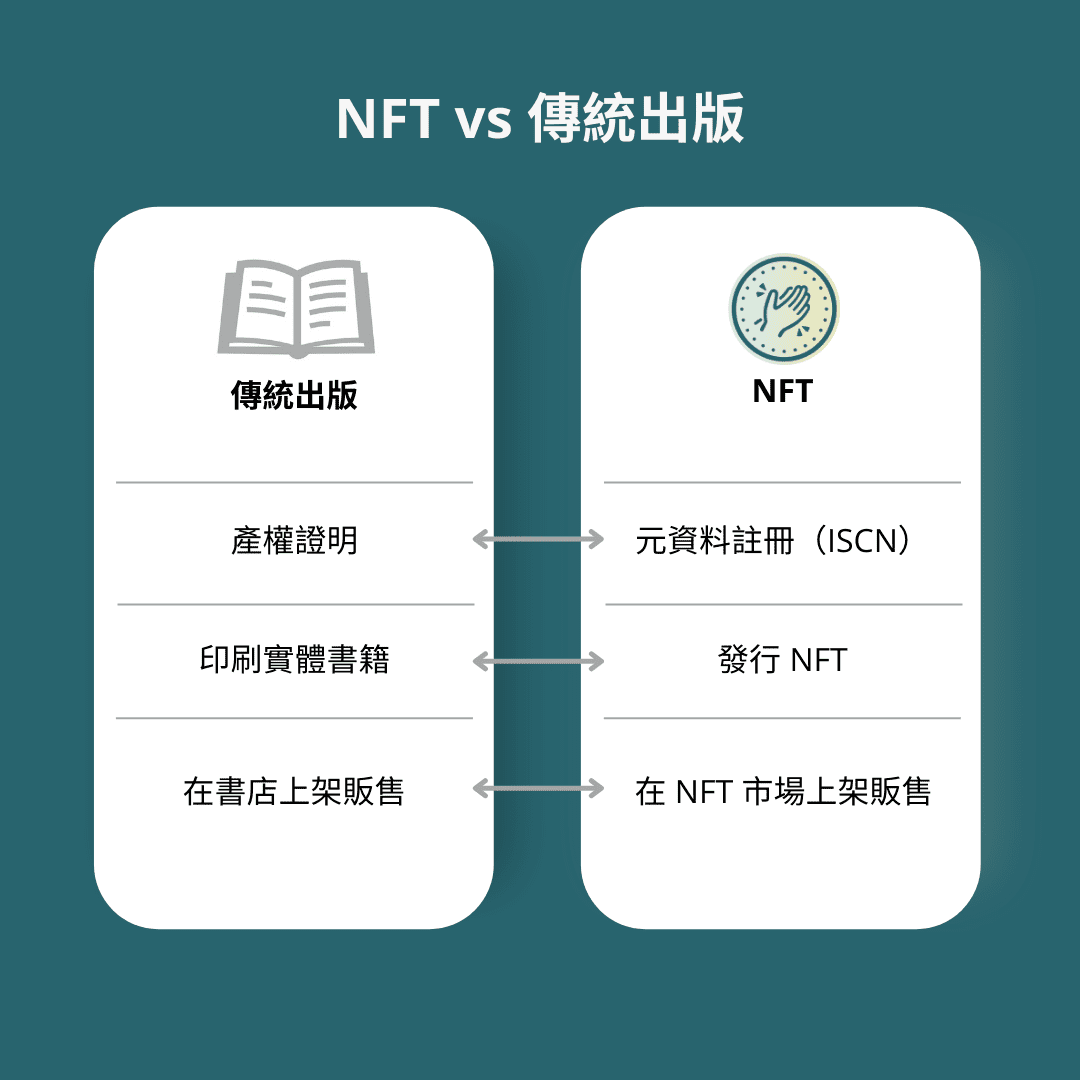 NFT vs 傳統出版
傳統出版
產權證明
印刷實體書籍
在書店上架販售
NFT
元資料註冊（ISCN）
發行 NFT
在 NFT 市場上架販售